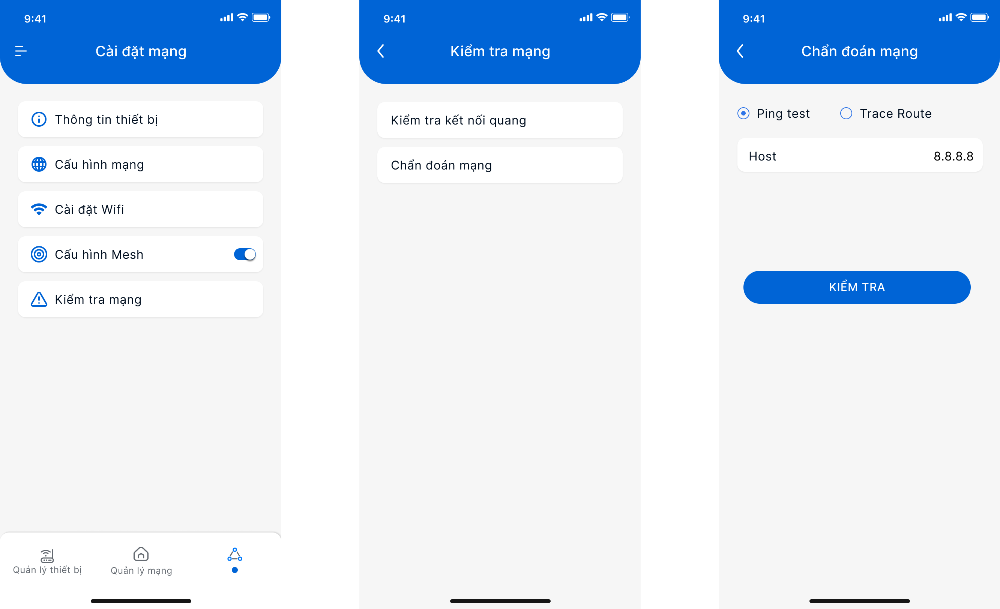 9:41
Cài đặt mạng
Thông tin thiết bị
Cấu hình mạng
Cài đặt Wifi
Cấu hình Mesh
Kiểm tra mạng
Quản lý thiết bị
Quản lý mạng
9:41
Kiểm tra mạng
Kiểm tra kết nối quang
Chẩn đoán mạng
9:41
Chẩn đoán mạng
Ping test
Trace Route
Host
8.8.8.8
KIỂM TRA